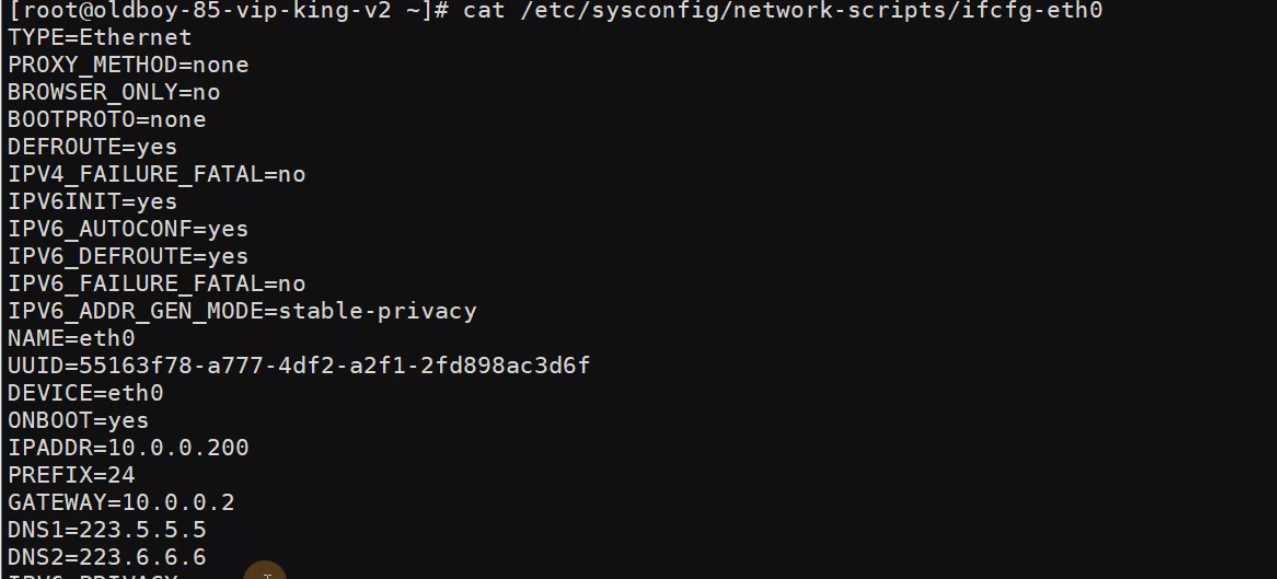 [root@oldboy-85-vip-king-v2 ~]# cat /etc/sysconfig/network-scripts/ifcfg-eth0
TYPE=Ethernet
PROXY_METHOD=none
BROWSER_ONLY=no
BOOTPROTO=none
DEFROUTE=yes
IPV4_FAILURE_FATAL=no
IPV6INIT=yes
IPV6_AUTOCONF=yes
IPV6_DEFROUTE=yes
IPV6_FAILURE_FATAL=no
IPV6_ADDR_GEN_MODE=stable-privacy
NAME=eth0
UUID=55163f78-a777-4df2-a2f1-2fd898ac3d6f
DEVICE=eth0
ONBOOT=yes
IPADDR=10.0.0.200
PREFIX=24
GATEWAY=10.0.0.2
DNS1=223.5.5.5
DNS2=223.6.6.6